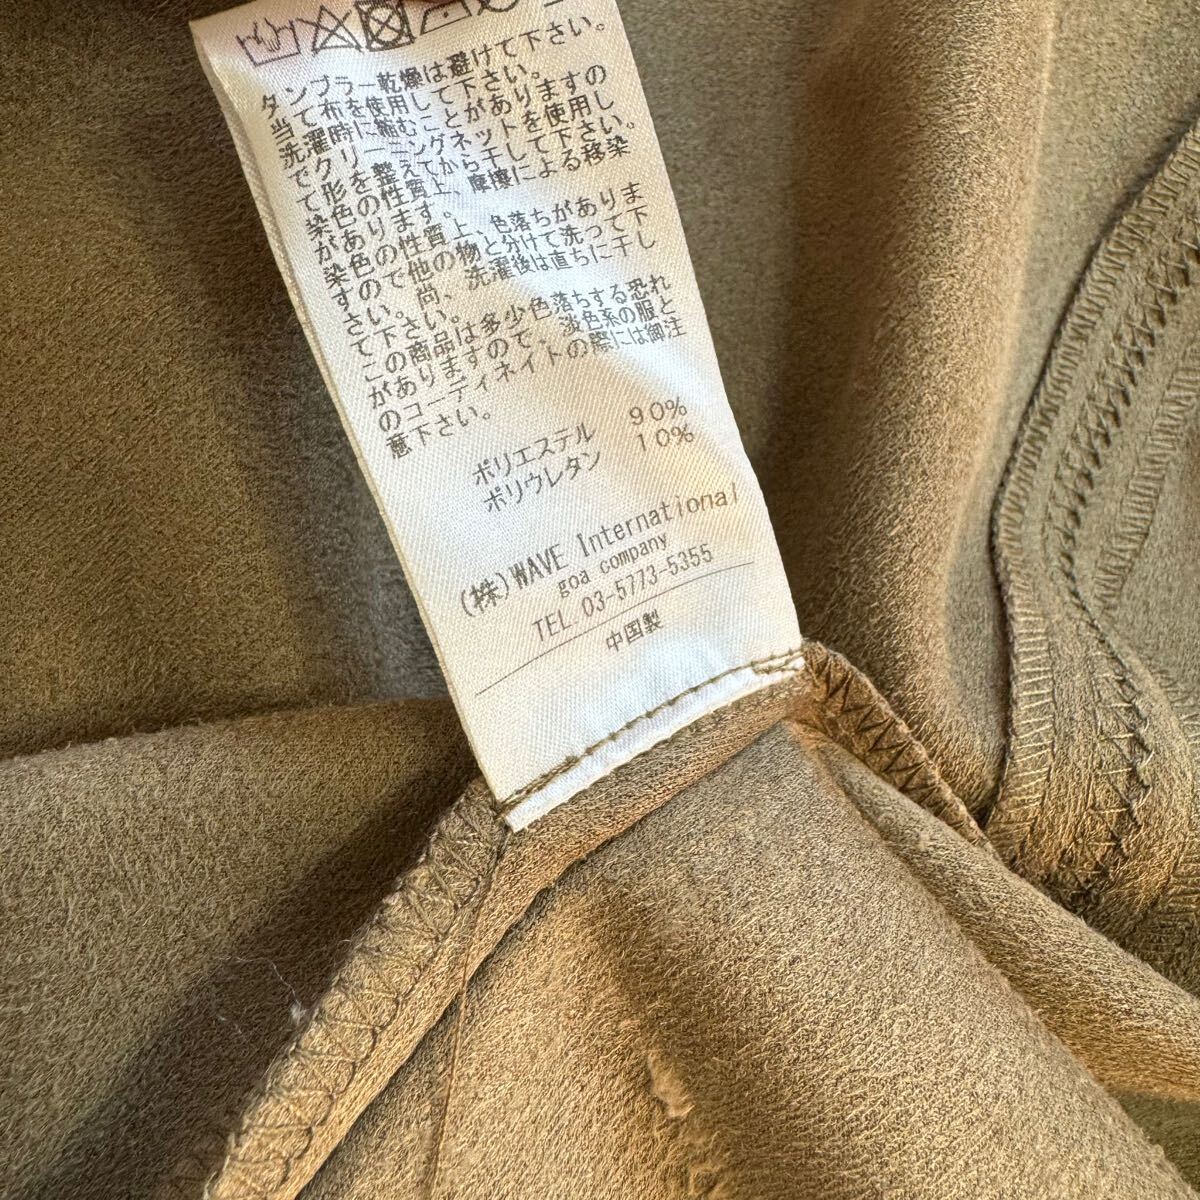 タンブラー乾燥は避けて下さい。
当て布を使用して下さい。
洗濯時に縮むことがありますの
でクリーニングネットを使用し
て形を整えてから干して下さい。
染色の性質上、摩擦による移染
があります。
染色の性質上、色落ちがありま
すので他の物と分けて洗って下
さい。尚、洗濯後は直ちに干し
て下さい。
この商品は多少色落ちする恐れ
がありますので、淡色系の服と
のコーディネイトの際には御注
意下さい。
ポリエステル 90%
ポリウレタン 10%
(株)WAVE International
goa company
TEL.03-5773-5355
中国製